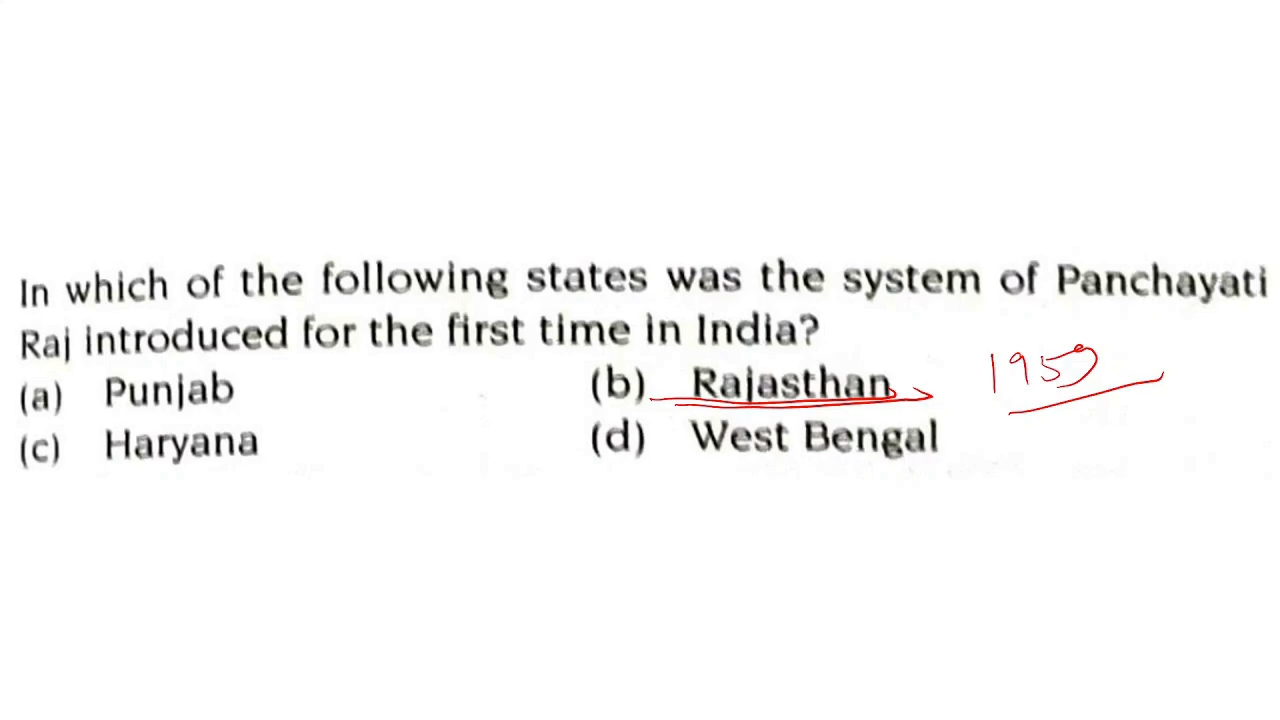 In which of the following states was the system of Panchayati
Raj introduced for the first time in India?
(a) Punjab (b) Rajasthan 1959
(c) Haryana (d) West Bengal